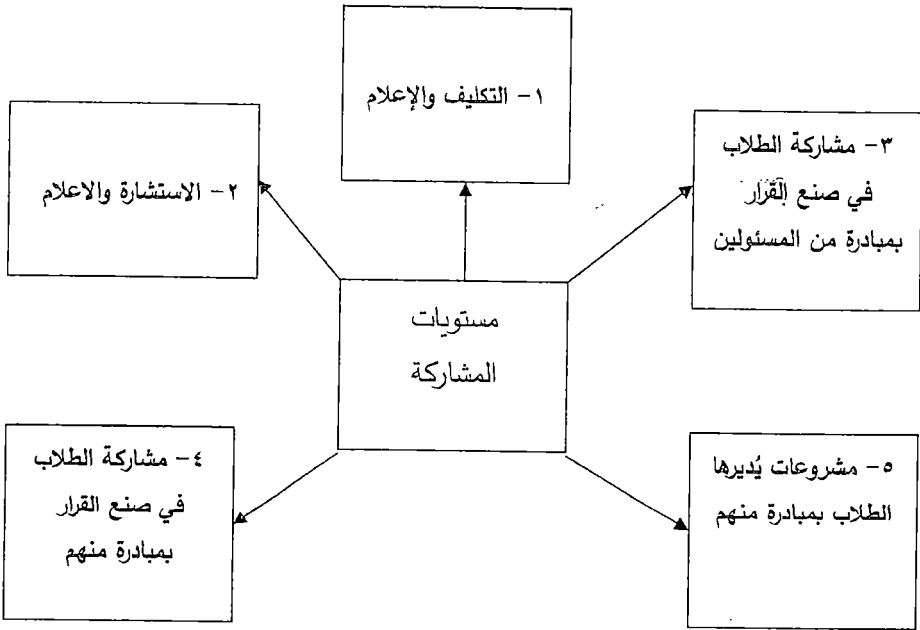 ١- التكليف والإعلام
٢- الاستشارة والاعلام
٣- مشاركة الطلاب
في صنع القرار
بمبادرة من المسئولين
مستويات
المشاركة
٤- مشاركة الطلاب
في صنع القرار
بمبادرة منهم
٥- مشروعات يُديرها
الطلاب بمبادرة منهم